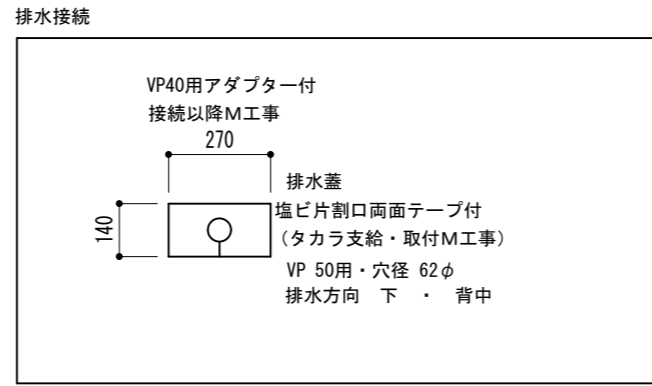 排水接続
VP40用アダプター付
接続以降M工事
270
140
排水蓋
塩ビ片割口両面テープ付
（タカラ支給・取付M工事）
VP 50用・穴径 62φ
排水方向　下　・　背中